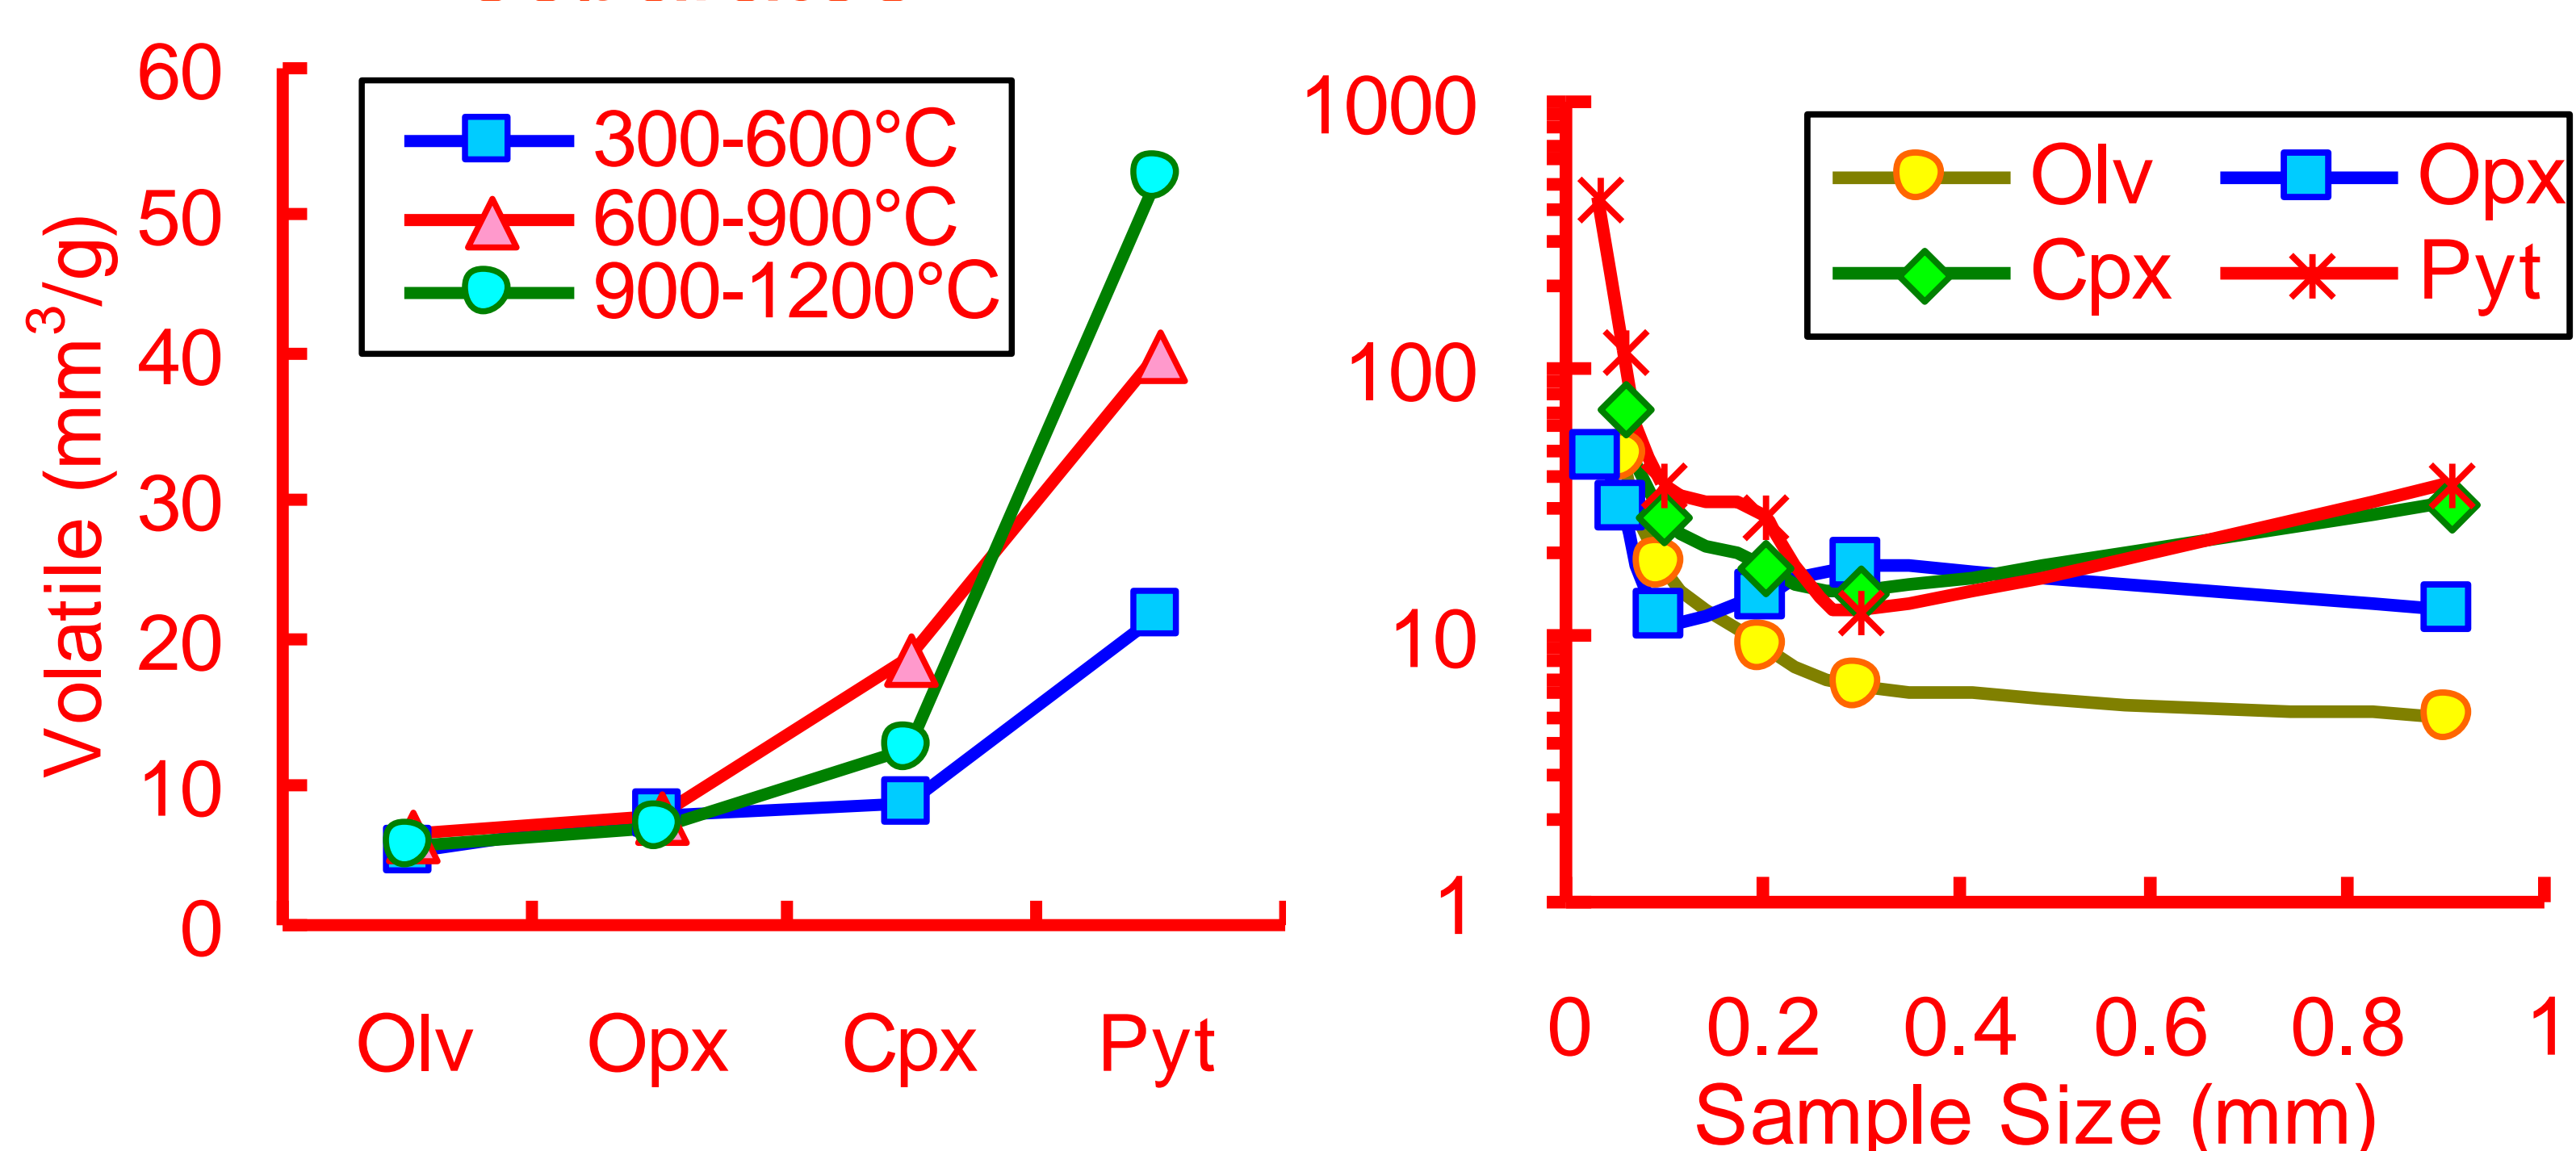 60
50
40
30
20
10
0
Volatile (mm³/g)
300-600°C
600-900°C
900-1200°C
Olv Opx Cpx Pyt
1000
100
10
1
Olv Opx
Cpx Pyt
0 0.2 0.4 0.6 0.8 1
Sample Size (mm)